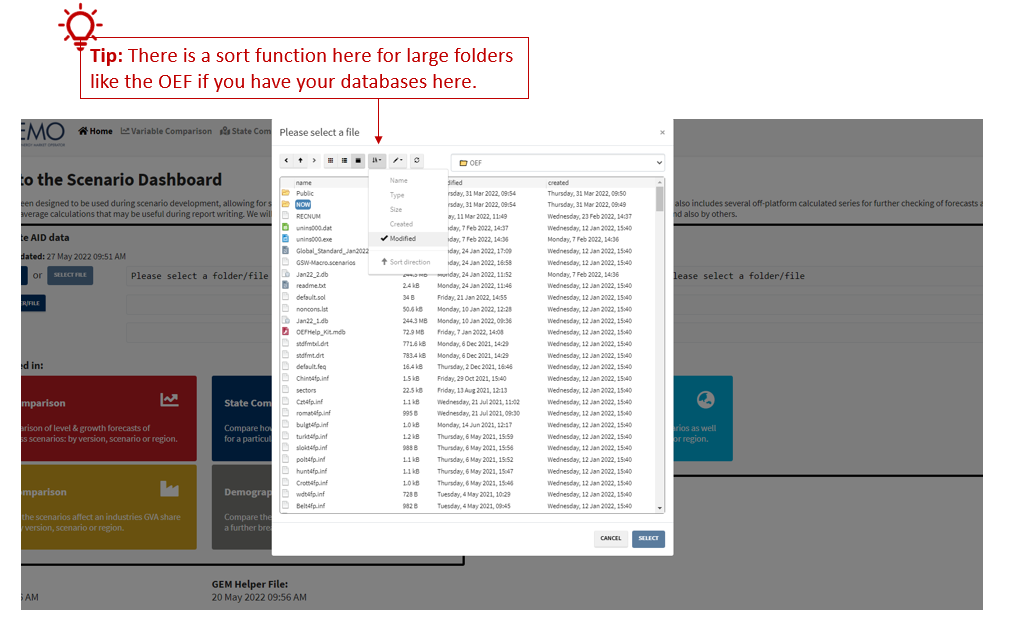 Tip: There is a sort function here for large folders
like the OEF if you have your databases here.
EMO
Home
Variable Comparison
State Com
to the Scenario Dashboard
een designed to be used during scenario development, allowing for s
average calculations that may be useful during report writing. We wil
also includes several off-platform calculated series for further checking of forecasts a
nd also by others.
te AID data
dated: 27 May 2022 09:51 AM
or SELECT FILE
Please select a folder/file
lease select a folder/file
R/FILE
ed in:
mparison
rison of level & growth forecasts of
ss scenarios: by version, scenario or region.
State Com
Compare how
for a particul
rios as well
or region.
omparison
the scenarios affect an industries GVA share
y version, scenario or region.
Demograp
Compare the
a further bro
AM
GEM Helper File:
20 May 2022 09:56 AM
Please select a file
×
OEF
Name
Type
Size
Created
Modified
Sort direction
name dified created
Public rsday, 31 Mar 2022, 09:54 Thursday, 31 Mar 2022, 09:50
NOW rsday, 31 Mar 2022, 09:54 Thursday, 31 Mar 2022, 09:49
RECNUM ay, 11 Mar 2022, 11:49 Wednesday, 23 Feb 2022, 14:37
unins000.dat day, 7 Feb 2022, 14:37 Wednesday, 12 Jan 2022, 15:40
unins000.exe day, 7 Feb 2022, 14:36 Monday, 7 Feb 2022, 14:36
Global_Standard_Jan2022 day, 24 Jan 2022, 17:09 Wednesday, 12 Jan 2022, 15:40
GSW-Macro.scenarios day, 24 Jan 2022, 16:58 Wednesday, 12 Jan 2022, 15:40
Jan22_2.db 244.3 MB Monday, 24 Jan 2022, 11:52 Monday, 7 Feb 2022, 14:36
readme.txt 2.4 kB Monday, 24 Jan 2022, 11:46 Wednesday, 12 Jan 2022, 15:40
default.sol 34 B Friday, 21 Jan 2022, 14:55 Wednesday, 12 Jan 2022, 15:40
noncons.lst 50.6 kB Monday, 10 Jan 2022, 12:28 Wednesday, 12 Jan 2022, 15:40
Jan22_1.db 244.3 MB Monday, 10 Jan 2022, 09:36 Wednesday, 12 Jan 2022, 15:40
OEFHelp_Kit.mdb 72.9 MB Friday, 7 Jan 2022, 14:08 Wednesday, 12 Jan 2022, 15:40
stdfmtxl.drt 771.6 kB Monday, 6 Dec 2021, 14:29 Wednesday, 12 Jan 2022, 15:40
stdfmt.drt 783.4 kB Monday, 6 Dec 2021, 14:29 Wednesday, 12 Jan 2022, 15:40
default.feq 16.4 kB Thursday, 2 Dec 2021, 16:46 Wednesday, 12 Jan 2022, 15:40
Chint4fp.inf 1.5 kB Friday, 29 Oct 2021, 15:40 Wednesday, 12 Jan 2022, 15:40
sectors 22.5 kB Friday, 13 Aug 2021, 12:13 Wednesday, 12 Jan 2022, 15:40
Czt4fp.inf 1.1 kB Wednesday, 21 Jul 2021, 11:02 Wednesday, 12 Jan 2022, 15:40
romat4fp.inf 995 B Wednesday, 21 Jul 2021, 09:30 Wednesday, 12 Jan 2022, 15:40
bulgt4fp.inf 1.0 kB Monday, 14 Jun 2021, 12:17 Wednesday, 12 Jan 2022, 15:40
turkt4fp.inf 1.2 kB Thursday, 6 May 2021, 15:59 Wednesday, 12 Jan 2022, 15:40
slokt4fp.inf 988 B Thursday, 6 May 2021, 15:56 Wednesday, 12 Jan 2022, 15:40
polt4fp.inf 1.1 kB Thursday, 6 May 2021, 15:52 Wednesday, 12 Jan 2022, 15:40
hunt4fp.inf 1.1 kB Thursday, 6 May 2021, 15:47 Wednesday, 12 Jan 2022, 15:40
Crott4fp.inf 1.0 kB Thursday, 6 May 2021, 15:46 Wednesday, 12 Jan 2022, 15:40
wdt4fp.inf 728 B Tuesday, 4 May 2021, 10:29 Wednesday, 12 Jan 2022, 15:40
Belt4fp.inf 982 B Tuesday, 4 May 2021, 09:45 Wednesday, 12 Jan 2022, 15:40
CANCEL SELECT